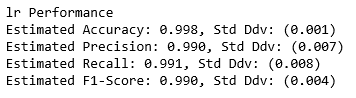 lr Performance
Estimated Accuracy: 0.998, Std Ddv: (0.001)
Estimated Precision: 0.990, Std Ddv: (0.007)
Estimated Recall: 0.991, Std Ddv: (0.008)
Estimated F1-Score: 0.990, Std Ddv: (0.004)